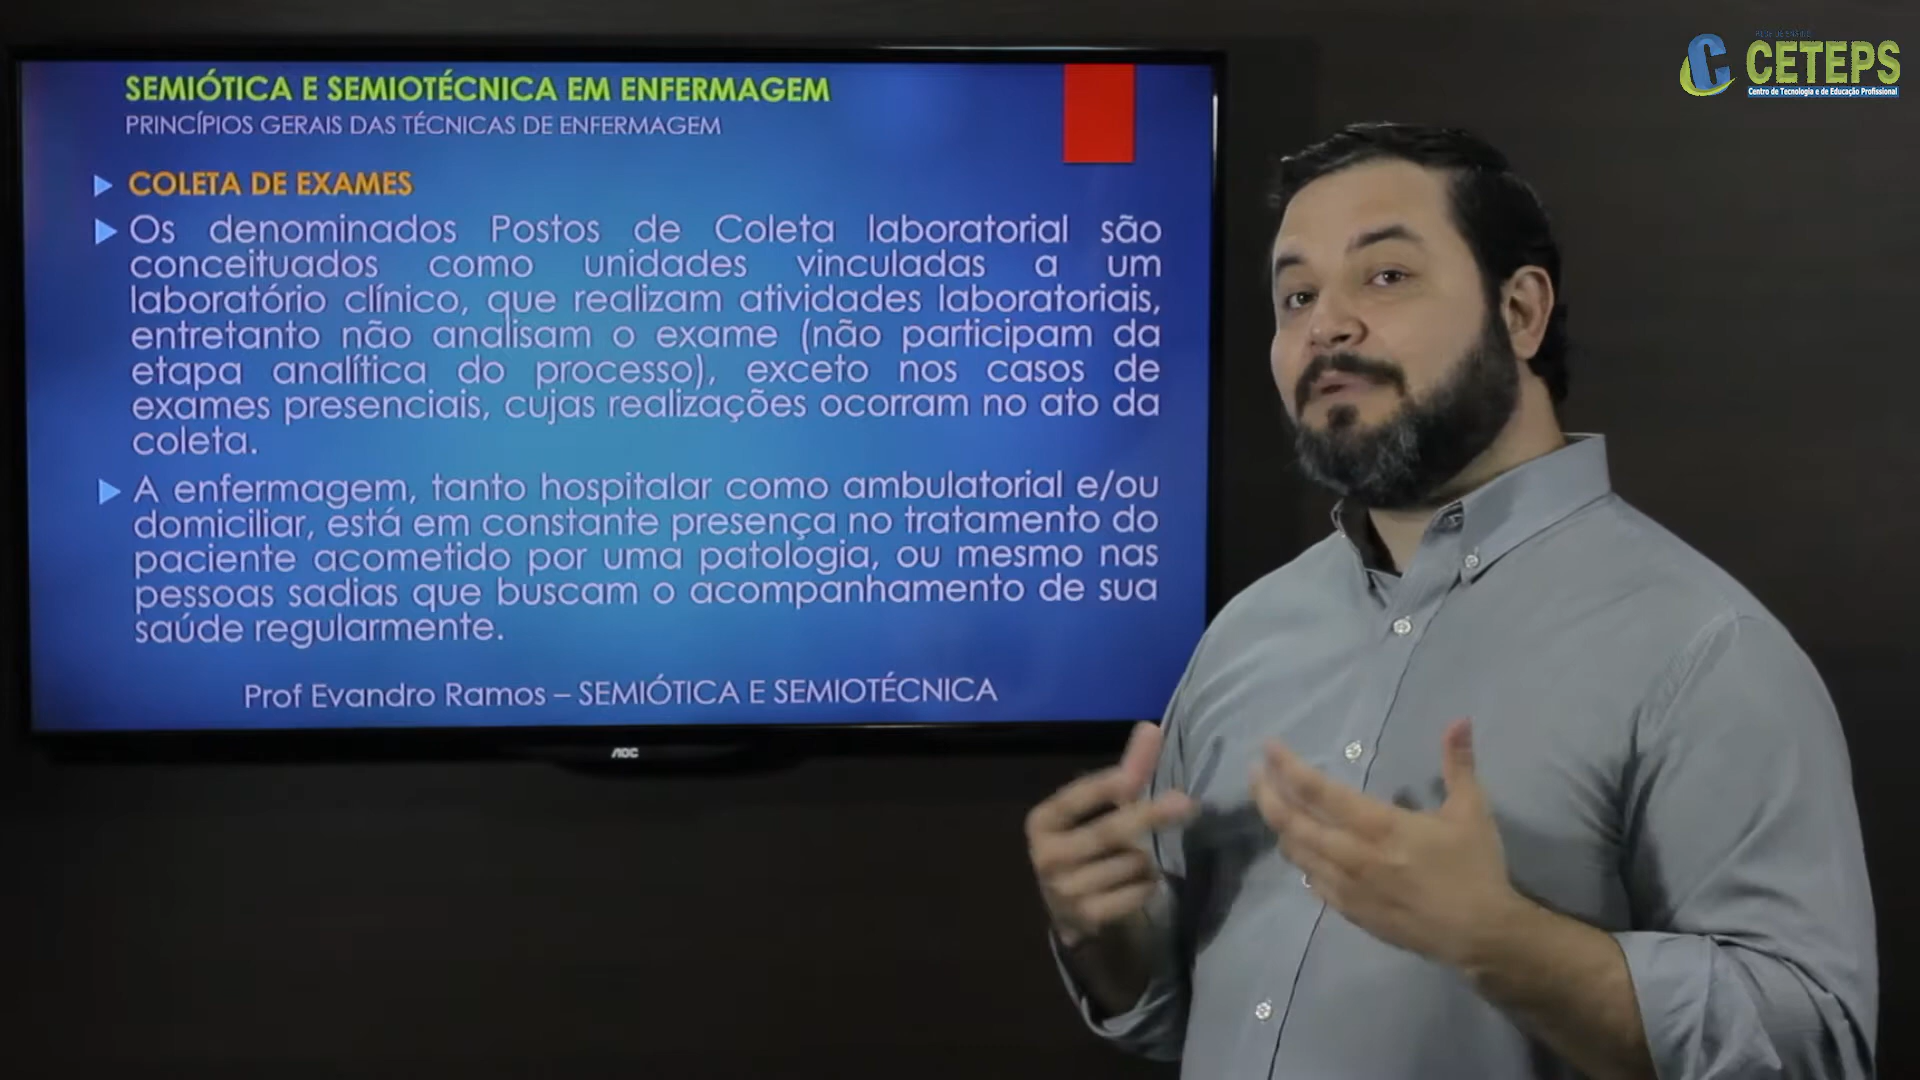 SEMIÓTICA E SEMIOTÉCNICA EM ENFERMAGEM
PRINCÍPIOS GERAIS DAS TÉCNICAS DE ENFERMAGEM
COLETA DE EXAMES
Os denominados Postos de Coleta laboratorial são
conceituados como unidades vinculadas a um
laboratório clínico, que realizam atividades laboratoriais,
entretanto não analisam o exame (não participam da
etapa analítica do processo), exceto nos casos de
exames presenciais, cujas realizações ocorram no ato da
coleta.
A enfermagem, tanto hospitalar como ambulatorial e/ou
domiciliar, está em constante presença no tratamento do
paciente acometido por uma patologia, ou mesmo nas
pessoas sadias que buscam o acompanhamento de sua
saúde regularmente.
Prof Evandro Ramos – SEMIÓTICA E SEMIOTÉCNICA
AOC
CETEPS
Centro de Tecnologia e de Educação Profissional